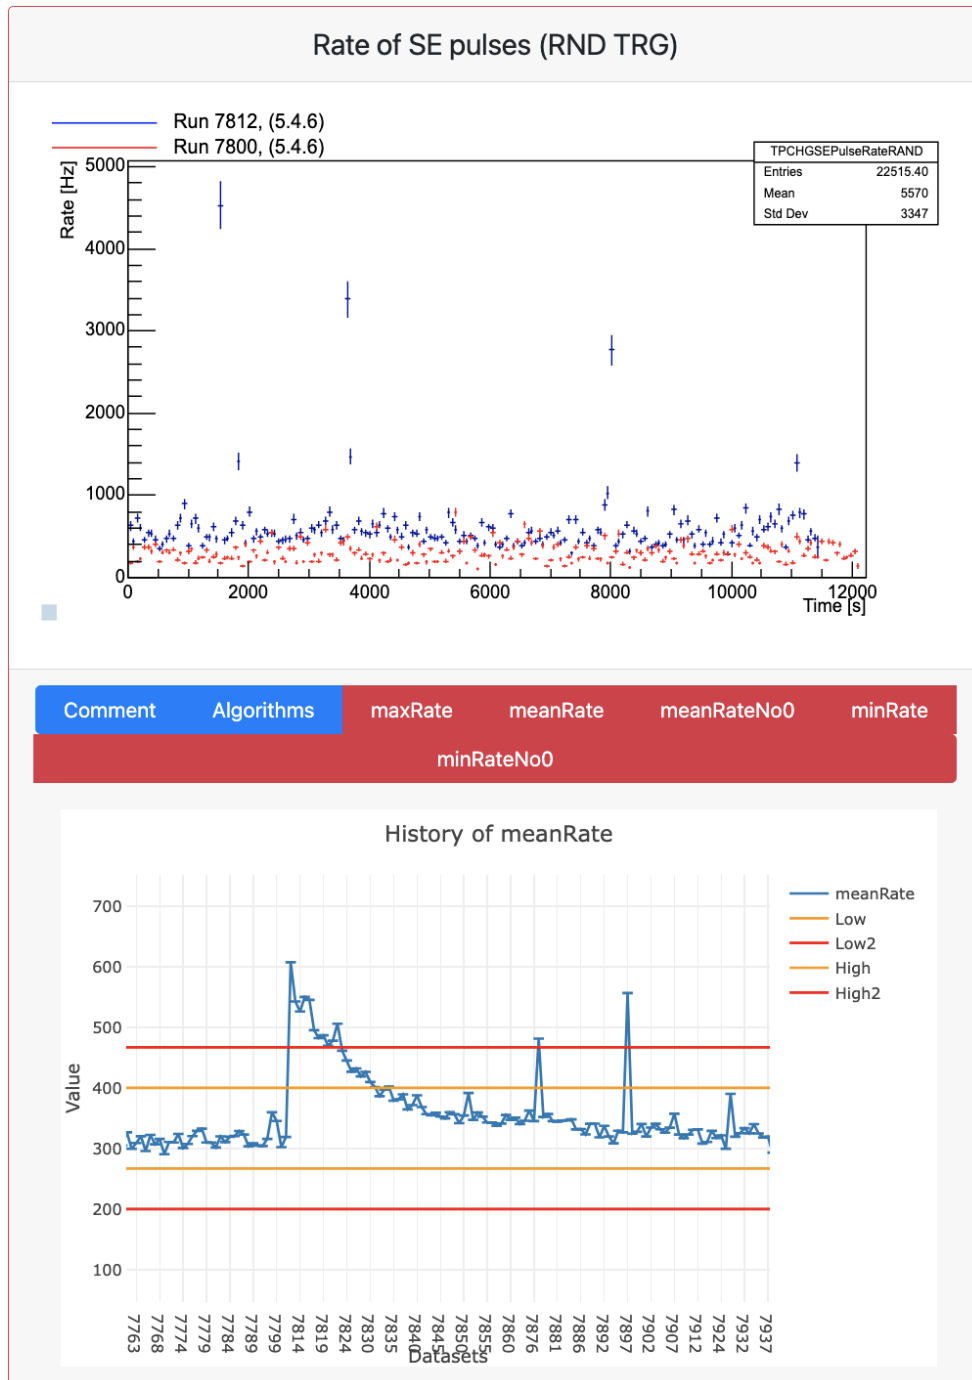 Rate of SE pulses (RND TRG)
Run 7812, (5.4.6)
Run 7800, (5.4.6)
Rate [Hz]
5000
4000
3000
2000
1000
0
TPCHGSEPulseRateRAND
Entries 22515.40
Mean 5570
Std Dev 3347
0 2000 4000 6000 8000 10000 12000
Time [s]
Comment Algorithms maxRate meanRate meanRateNo0 minRate
minRateNo0
History of meanRate
Value
700
600
500
400
300
200
100
meanRate
Low
Low2
High
High2
7763 7768 7774 7779 7784 7789 7799 7814 7819 7824 7830 7835 7840 7845 7850 7855 7860 7876 7881 7886 7892 7897 7902 7907 7912 7924 7932 7937
Datasets